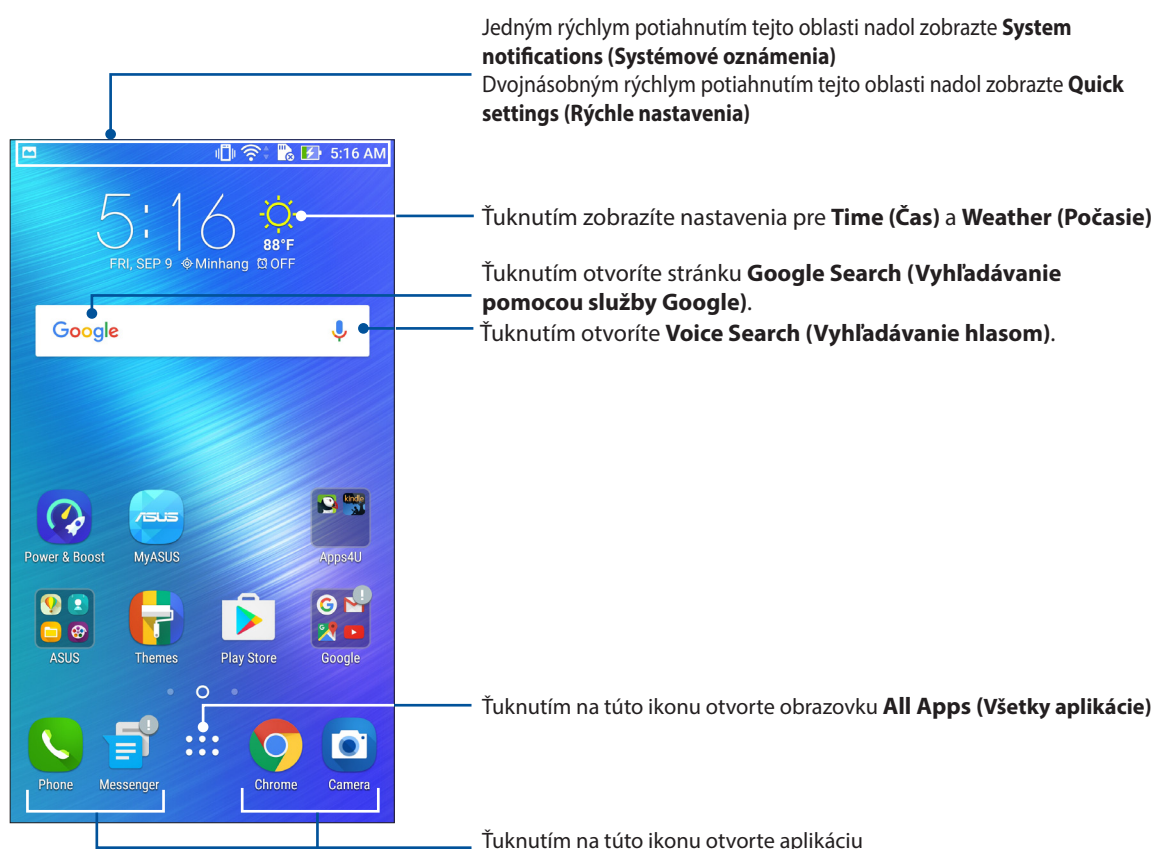 Jedným rýchlym potiahnutím tejto oblasti nadol zobrazte System
notifications (Systémové oznámenia)
Dvojnásobným rýchlym potiahnutím tejto oblasti nadol zobrazte Quick
settings (Rýchle nastavenia)
5:16 AM
5:16
88°F
FRI, SEP 9 Minhang OFF
Ťuknutím zobrazíte nastavenia pre Time (Čas) a Weather (Počasie)
Ťuknutím otvoríte stránku Google Search (Vyhľadávanie
pomocou služby Google).
Google
Ťuknutím otvoríte Voice Search (Vyhľadávanie hlasom).
ASUS
kindle
Power & Boost MyASUS Apps4U
G
ASUS Themes Play Store Google
Ťuknutím na túto ikonu otvorte obrazovku All Apps (Všetky aplikácie)
Phone Messenger Chrome Camera
Ťuknutím na túto ikonu otvorte aplikáciu